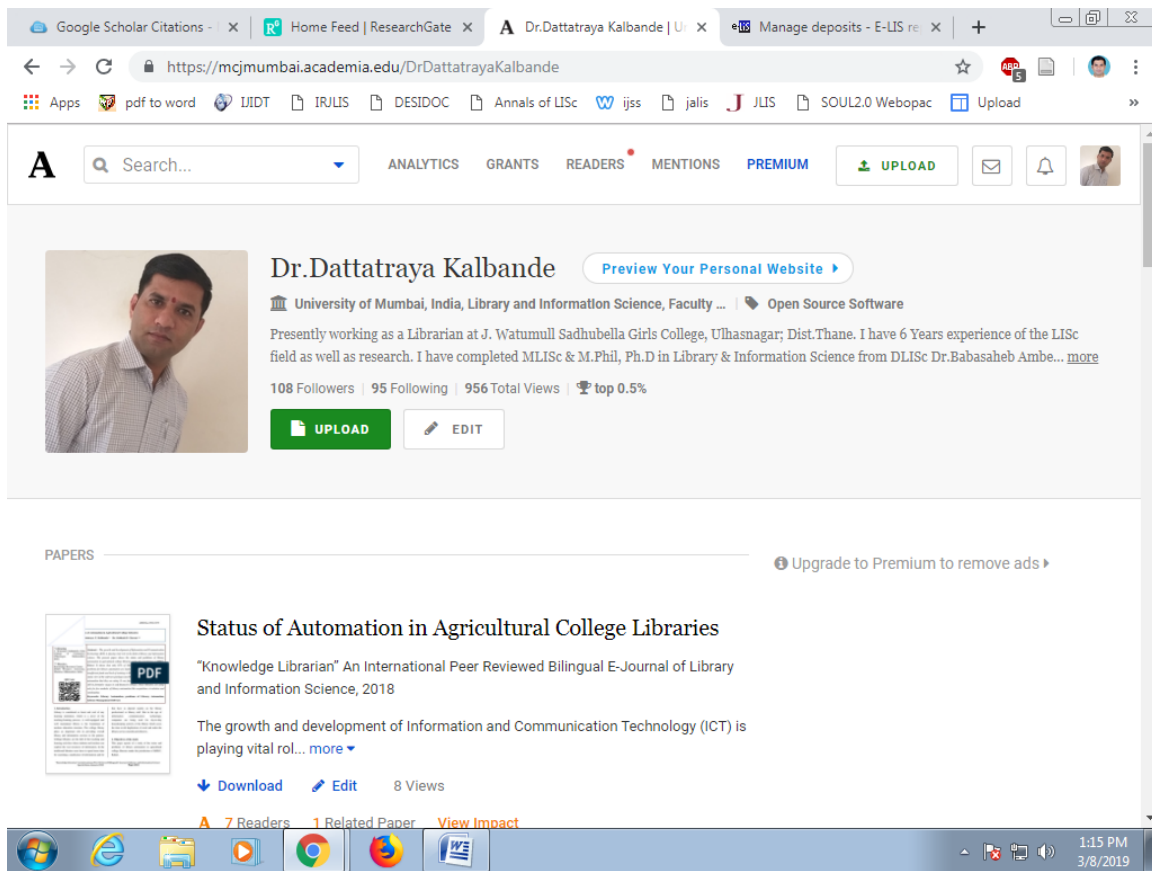 Google Scholar Citations -
Home Feed | ResearchGate
A Dr.Dattatraya Kalbande | U
Manage deposits - E-LIS re
https://mcjmumbai.academia.edu/DrDattatrayaKalbande
ABP
5
Apps pdf to word IJIDT IRJLIS DESIDOC Annals of LISc ijss jalis JLIS SOUL2.0 Webopac Upload »
A Search... ANALYTICS GRANTS READERS MENTIONS PREMIUM UPLOAD
Dr.Dattatraya Kalbande Preview Your Personal Website
University of Mumbai, India, Library and Information Science, Faculty ... | Open Source Software
Presently working as a Librarian at J. Watumull Sadhubella Girls College, Ulhasnagar; Dist.Thane. I have 6 Years experience of the LISc
field as well as research. I have completed MLISc & M.Phil, Ph.D in Library & Information Science from DLISc Dr.Babasaheb Ambe... more
108 Followers | 95 Following | 956 Total Views | top 0.5%
UPLOAD EDIT
PAPERS
Upgrade to Premium to remove ads
PDF
Status of Automation in Agricultural College Libraries
"Knowledge Librarian" An International Peer Reviewed Bilingual E-Journal of Library
and Information Science, 2018
The growth and development of Information and Communication Technology (ICT) is
playing vital rol... more
Download Edit 8 Views
A 7 Readers 1 Related Paper View Impact
1:15 PM
3/8/2019